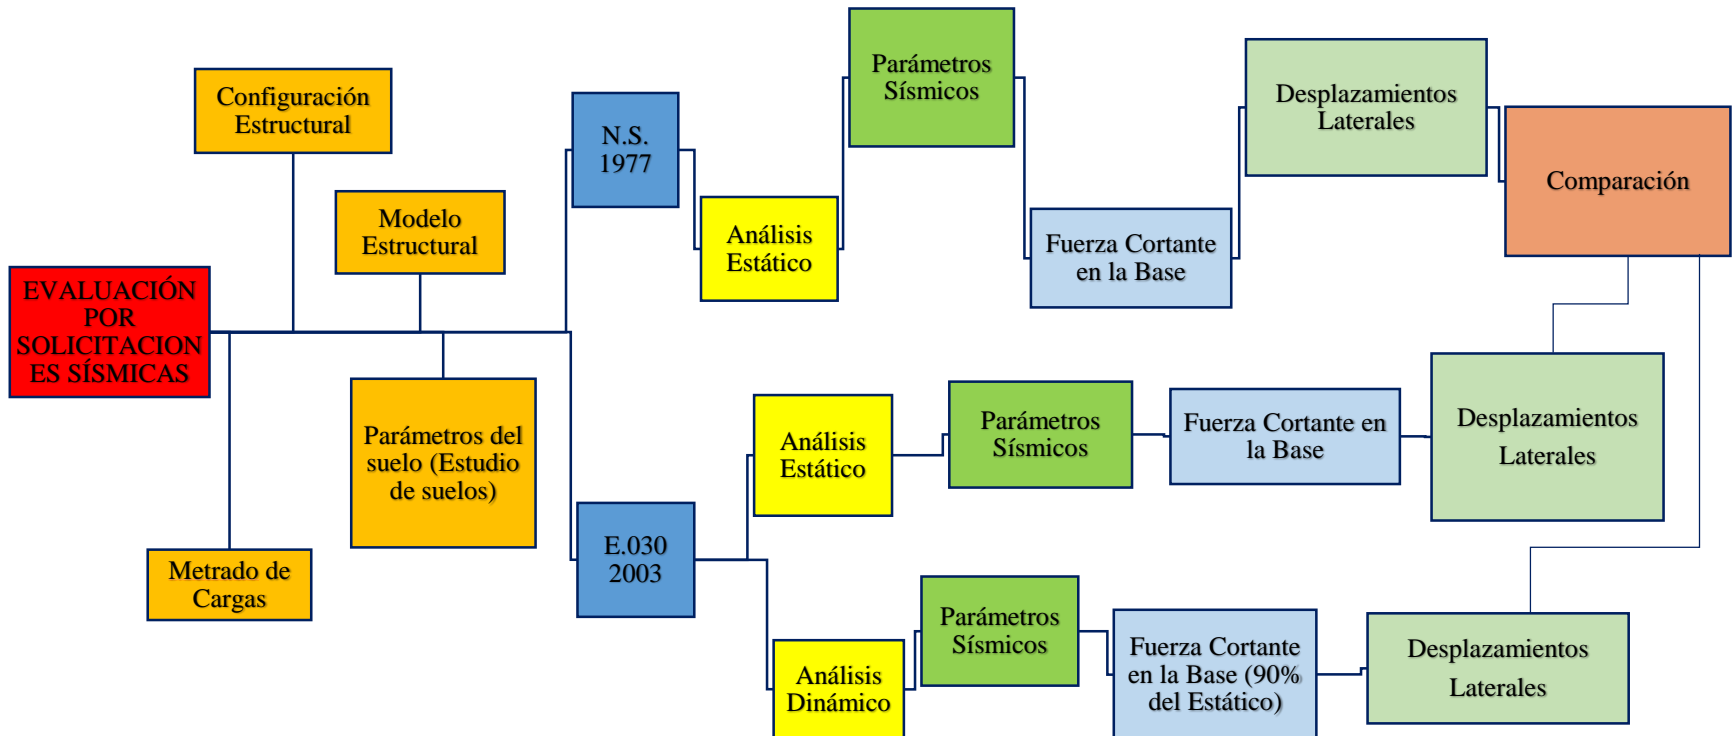 EVALUACIÓN
POR
SOLICITACION
ES SÍSMICAS
Configuración
Estructural
Modelo
Estructural
Parámetros del
suelo (Estudio
de suelos)
Metrado de
Cargas
N.S.
1977
Análisis
Estático
Parámetros
Sísmicos
Fuerza Cortante
en la Base
Desplazamientos
Laterales
Comparación
E.030
2003
Análisis
Estático
Parámetros
Sísmicos
Fuerza Cortante en
la Base
Desplazamientos
Laterales
Análisis
Dinámico
Parámetros
Sísmicos
Fuerza Cortante
en la Base (90%
del Estático)
Desplazamientos
Laterales